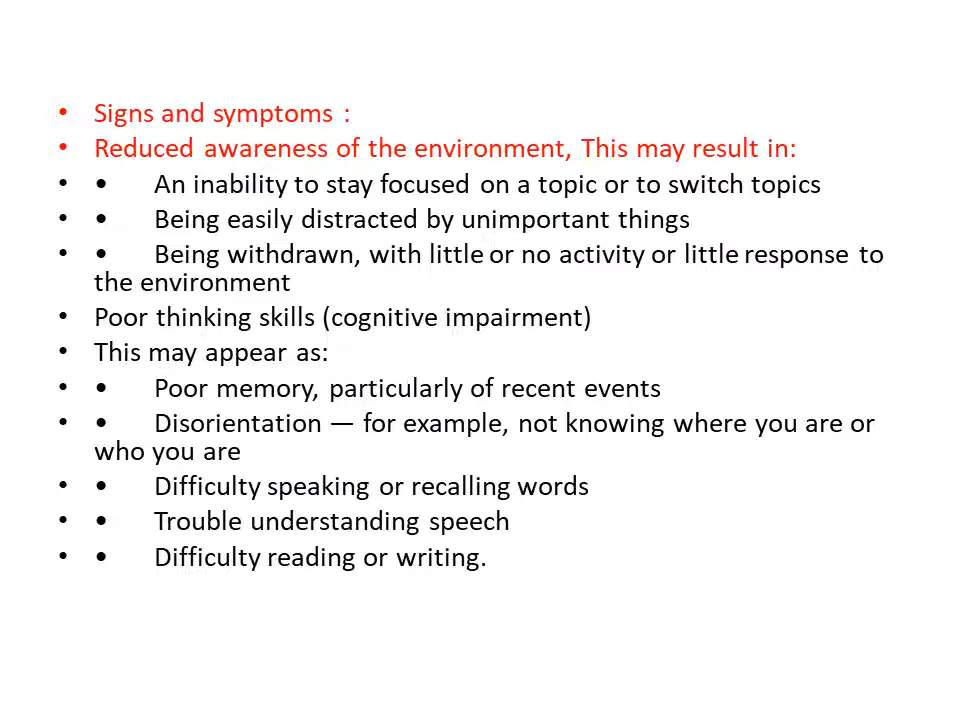 • Signs and symptoms :
• Reduced awareness of the environment, This may result in:
• • An inability to stay focused on a topic or to switch topics
• • Being easily distracted by unimportant things
• • Being withdrawn, with little or no activity or little response to
the environment
• Poor thinking skills (cognitive impairment)
• This may appear as:
• • Poor memory, particularly of recent events
• • Disorientation — for example, not knowing where you are or
who you are
• • Difficulty speaking or recalling words
• • Trouble understanding speech
• • Difficulty reading or writing.